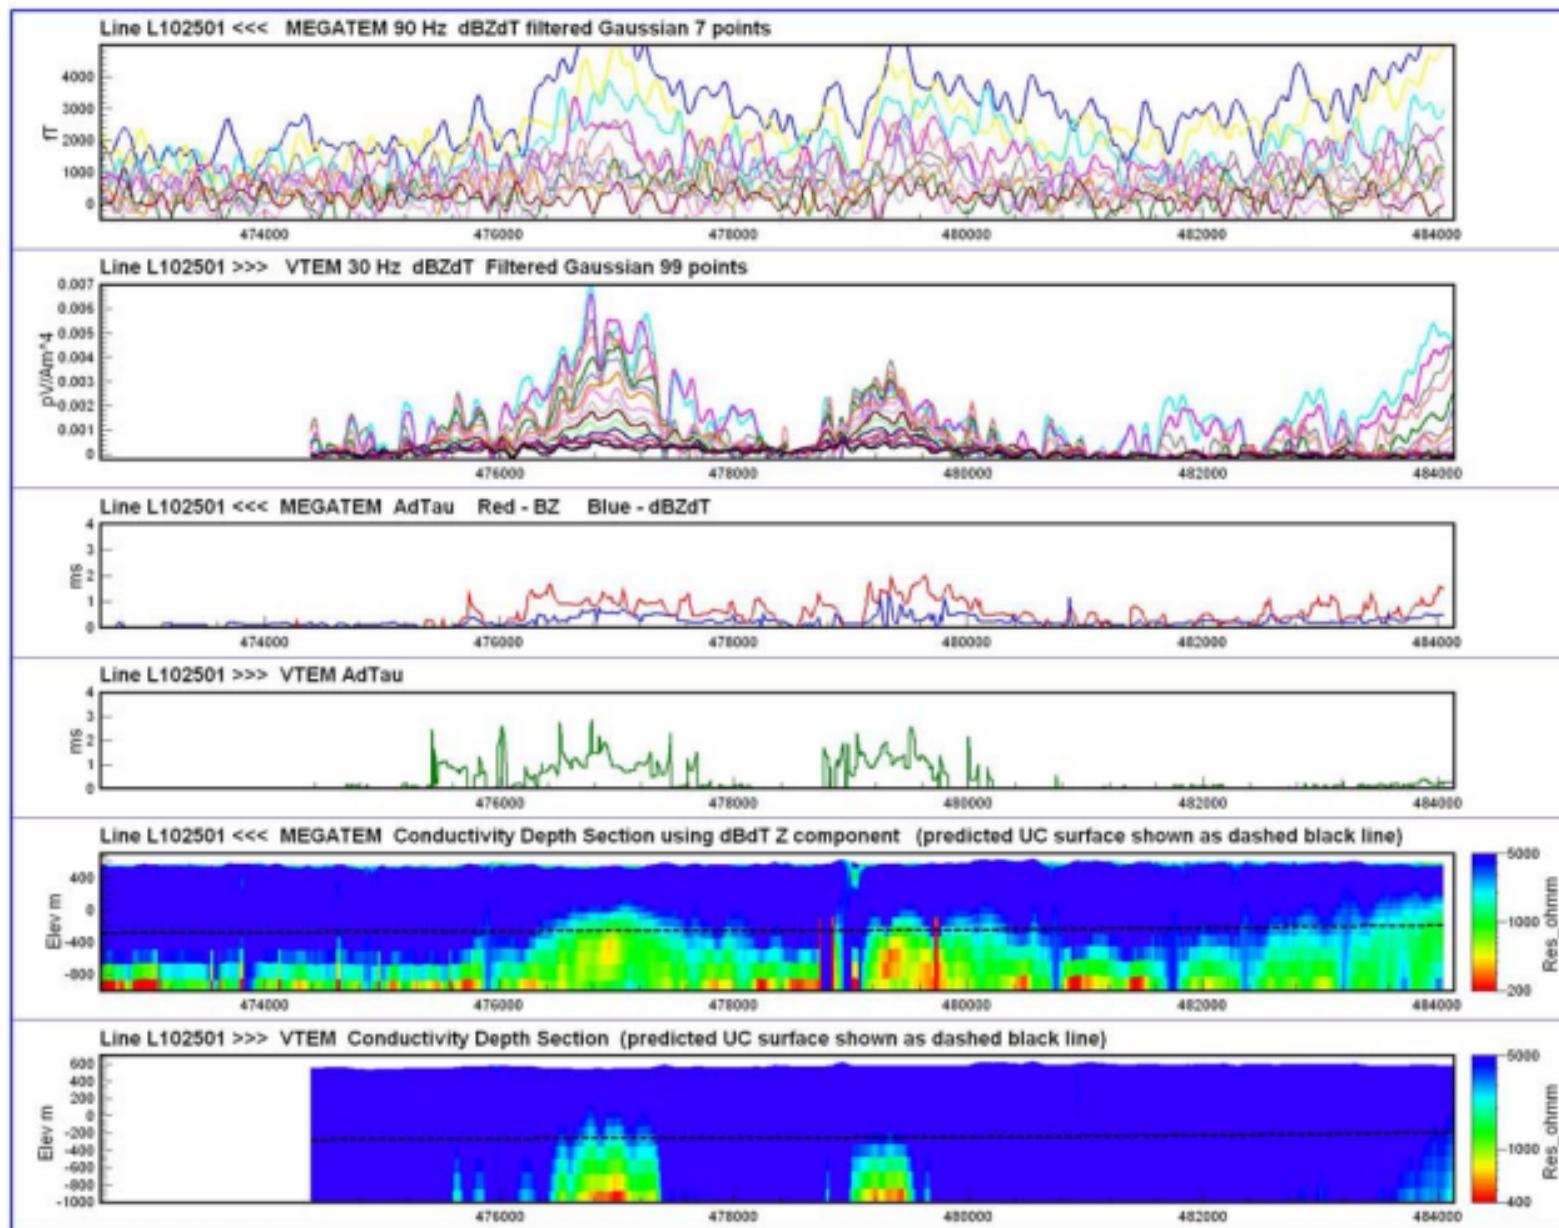 Line L102501 <<< MEGATEM 90 Hz dBZdT filtered Gaussian 7 points
4000
3000
2000
1000
0
fT
474000 476000 478000 480000 482000 484000
Line L102501 >>> VTEM 30 Hz dBZdT Filtered Gaussian 99 points
0.007
0.006
0.005
0.004
0.003
0.002
0.001
0
pV/Am^4
476000 478000 480000 482000 484000
Line L102501 <<< MEGATEM AdTau Red - BZ Blue - dBZdT
4
3
2
1
0
ms
474000 476000 478000 480000 482000 484000
Line L102501 >>> VTEM AdTau
4
3
2
1
0
ms
476000 478000 480000 482000 484000
Line L102501 <<< MEGATEM Conductivity Depth Section using dBdT Z component (predicted UC surface shown as dashed black line)
400
0
-400
-800
Elev m
474000 476000 478000 480000 482000 484000
5000
1000
200
Res_ohmm
Line L102501 >>> VTEM Conductivity Depth Section (predicted UC surface shown as dashed black line)
600
400
200
0
-200
-400
-600
-800
-1000
Elev m
476000 478000 480000 482000 484000
5000
1000
400
Res_ohmm